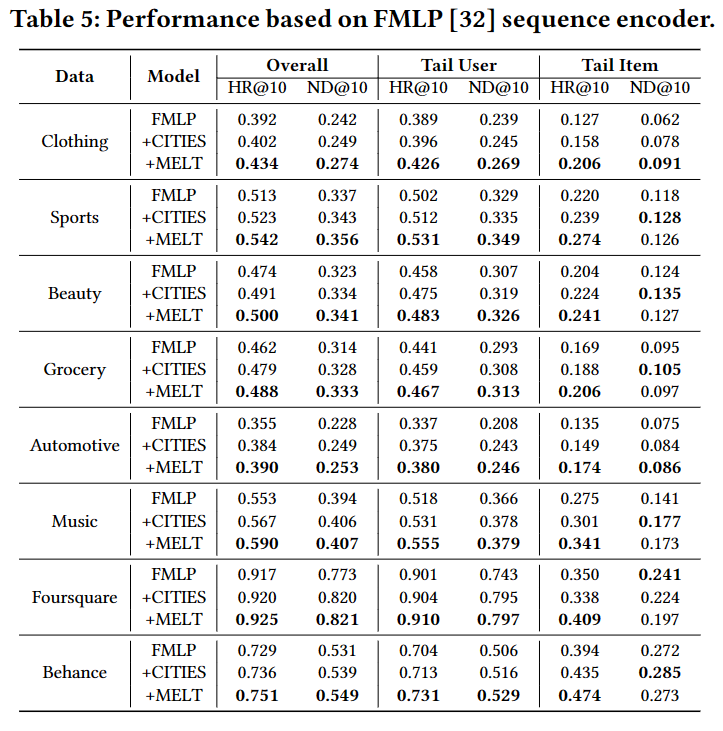 Table 5: Performance based on FMLP [32] sequence encoder.
Data Model Overall Tail User Tail Item
HR@10 ND@10 HR@10 ND@10 HR@10 ND@10
FMLP 0.392 0.242 0.389 0.239 0.127 0.062
Clothing +CITIES 0.402 0.249 0.396 0.245 0.158 0.078
+MELT 0.434 0.274 0.426 0.269 0.206 0.091
FMLP 0.513 0.337 0.502 0.329 0.220 0.118
Sports +CITIES 0.523 0.343 0.512 0.335 0.239 0.128
+MELT 0.542 0.356 0.531 0.349 0.274 0.126
FMLP 0.474 0.323 0.458 0.307 0.204 0.124
Beauty +CITIES 0.491 0.334 0.475 0.319 0.224 0.135
+MELT 0.500 0.341 0.483 0.326 0.241 0.127
FMLP 0.462 0.314 0.441 0.293 0.169 0.095
Grocery +CITIES 0.479 0.328 0.459 0.308 0.188 0.105
+MELT 0.488 0.333 0.467 0.313 0.206 0.097
FMLP 0.355 0.228 0.337 0.208 0.135 0.075
Automotive +CITIES 0.384 0.249 0.375 0.243 0.149 0.084
+MELT 0.390 0.253 0.380 0.246 0.174 0.086
FMLP 0.553 0.394 0.518 0.366 0.275 0.141
Music +CITIES 0.567 0.406 0.531 0.378 0.301 0.177
+MELT 0.590 0.407 0.555 0.379 0.341 0.173
FMLP 0.917 0.773 0.901 0.743 0.350 0.241
Foursquare +CITIES 0.920 0.820 0.904 0.795 0.338 0.224
+MELT 0.925 0.821 0.910 0.797 0.409 0.197
FMLP 0.729 0.531 0.704 0.506 0.394 0.272
Behance +CITIES 0.736 0.539 0.713 0.516 0.435 0.285
+MELT 0.751 0.549 0.731 0.529 0.474 0.273